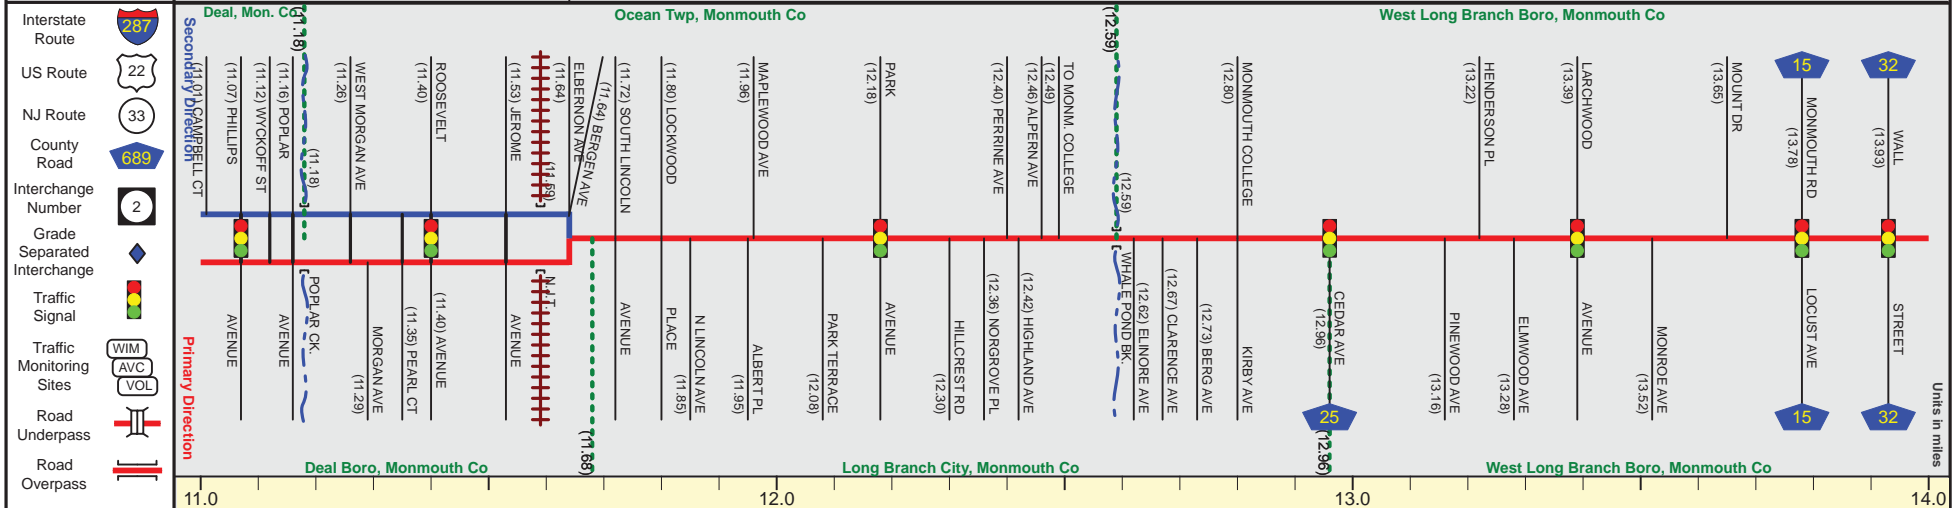 Interstate
Route
287
US Route
22
NJ Route
33
County
Road
689
Interchange
Number
2
Grade
Separated
Interchange
Traffic
Signal
Traffic
Monitoring
Sites
WIM
AVC
VOL
Road
Underpass
Road
Overpass
Deal, Mon. Co
Ocean Twp, Monmouth Co
West Long Branch Boro, Monmouth Co
Secondary Direction
(11.01) CAMPBELL CT
(11.07) PHILLIPS
(11.12) WYCKOFF ST
(11.16) POPLAR
(11.18)
(11.18)
WEST MORGAN AVE
(11.26)
ROOSEVELT
(11.40)
(11.53) JEROME
(11.59)
ELBERNON AVE
(11.64)
(11.64) BERGEN AVE
(11.72) SOUTH LINCOLN
(11.80) LOCKWOOD
MAPLEWOOD AVE
(11.96)
PARK
(12.18)
(12.40) PERRINE AVE
(12.46) ALPERN AVE
TO MONM. COLLEGE
(12.49)
(12.59)
(12.59)
MONMOUTH COLLEGE
(12.80)
HENDERSON PL
(13.22)
LARCHWOOD
(13.39)
MOUNT DR
(13.65)
15
MONMOUTH RD
(13.78)
32
WALL
(13.93)
Primary Direction
AVENUE
AVENUE
POPLAR CK.
MORGAN AVE
(11.29)
(11.35) PEARL CT
(11.40) AVENUE
AVENUE
N.J.T.
(11.68)
AVENUE
PLACE
N LINCOLN AVE
(11.85)
ALBERT PL
(11.95)
PARK TERRACE
(12.08)
AVENUE
HILLCREST RD
(12.30)
(12.36) NORGROVE PL
(12.42) HIGHLAND AVE
WHALE POND BK.
(12.62) ELINORE AVE
(12.67) CLARENCE AVE
(12.73) BERG AVE
KIRBY AVE
CEDAR AVE
(12.96)
25
(12.96)
PINEWOOD AVE
(13.16)
ELMWOOD AVE
(13.28)
AVENUE
MONROE AVE
(13.52)
LOCUST AVE
15
STREET
32
Units in miles
Deal Boro, Monmouth Co
Long Branch City, Monmouth Co
West Long Branch Boro, Monmouth Co
11.0
12.0
13.0
14.0